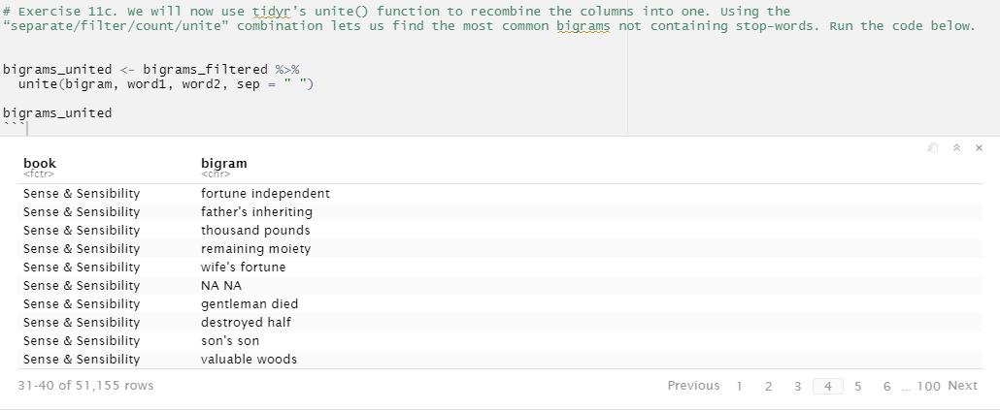 # Exercise 11c. We will now use tidyr's unite() function to recombine the columns into one. Using the
“separate/filter/count/unite” combination lets us find the most common bigrams not containing stop-words. Run the code below.
bigrams_united <- bigrams_filtered %>%
unite(bigram, word1, word2, sep = " ")
bigrams_united
```
book bigram
<fctr> <chr>
Sense & Sensibility fortune independent
Sense & Sensibility father's inheriting
Sense & Sensibility thousand pounds
Sense & Sensibility remaining moiety
Sense & Sensibility wife's fortune
Sense & Sensibility NA NA
Sense & Sensibility gentleman died
Sense & Sensibility destroyed half
Sense & Sensibility son's son
Sense & Sensibility valuable woods
31-40 of 51,155 rows Previous 1 2 3 4 5 6 ... 100 Next